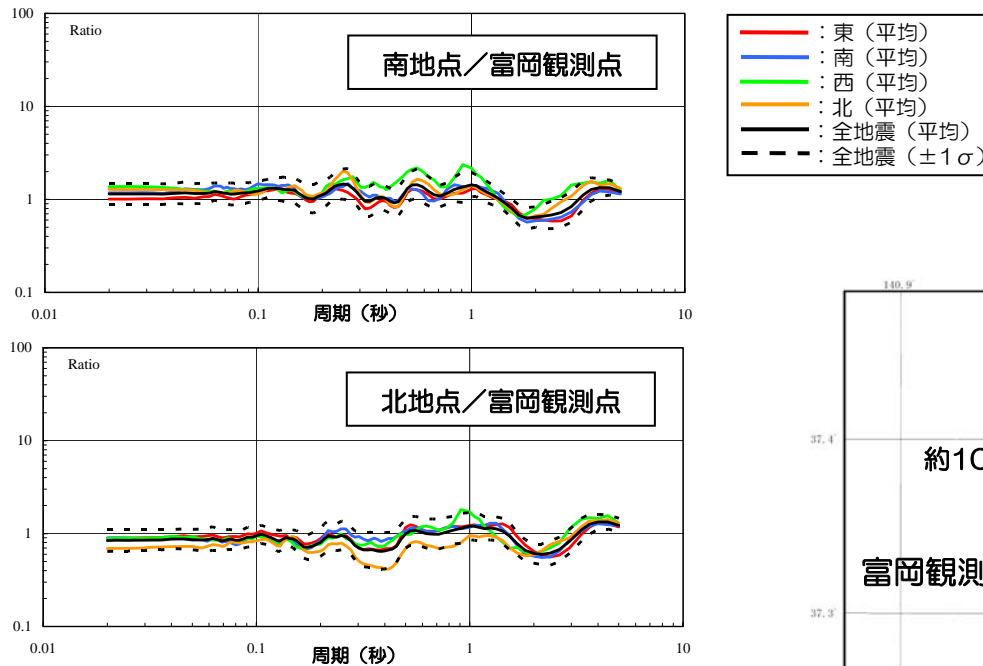 100
Ratio
南地点／富岡観測点
10
1
0.1
0.01
0.1
周期（秒）
1
10
100
Ratio
北地点／富岡観測点
10
1
0.1
0.01
0.1
周期（秒）
1
10
：東（平均）
：南（平均）
：西（平均）
：北（平均）
：全地震（平均）
：全地震（±1σ）
140.9°
37.4°
約10
富岡観測
37.3°